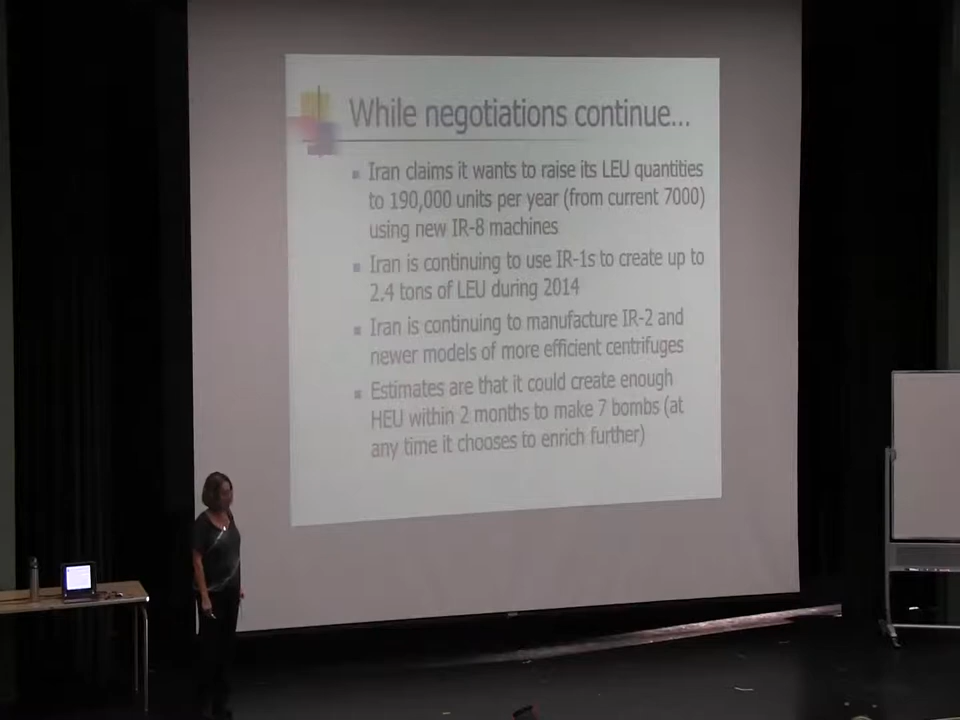 While negotiations continue...
Iran claims it wants to raise its LEU quantities
to 190,000 units per year (from current 7000)
using new IR-8 machines
Iran is continuing to use IR-1s to create up to
2.4 tons of LEU during 2014
Iran is continuing to manufacture IR-2 and
newer models of more efficient centrifuges
Estimates are that it could create enough
HEU within 2 months to make 7 bombs (at
any time it chooses to enrich further)